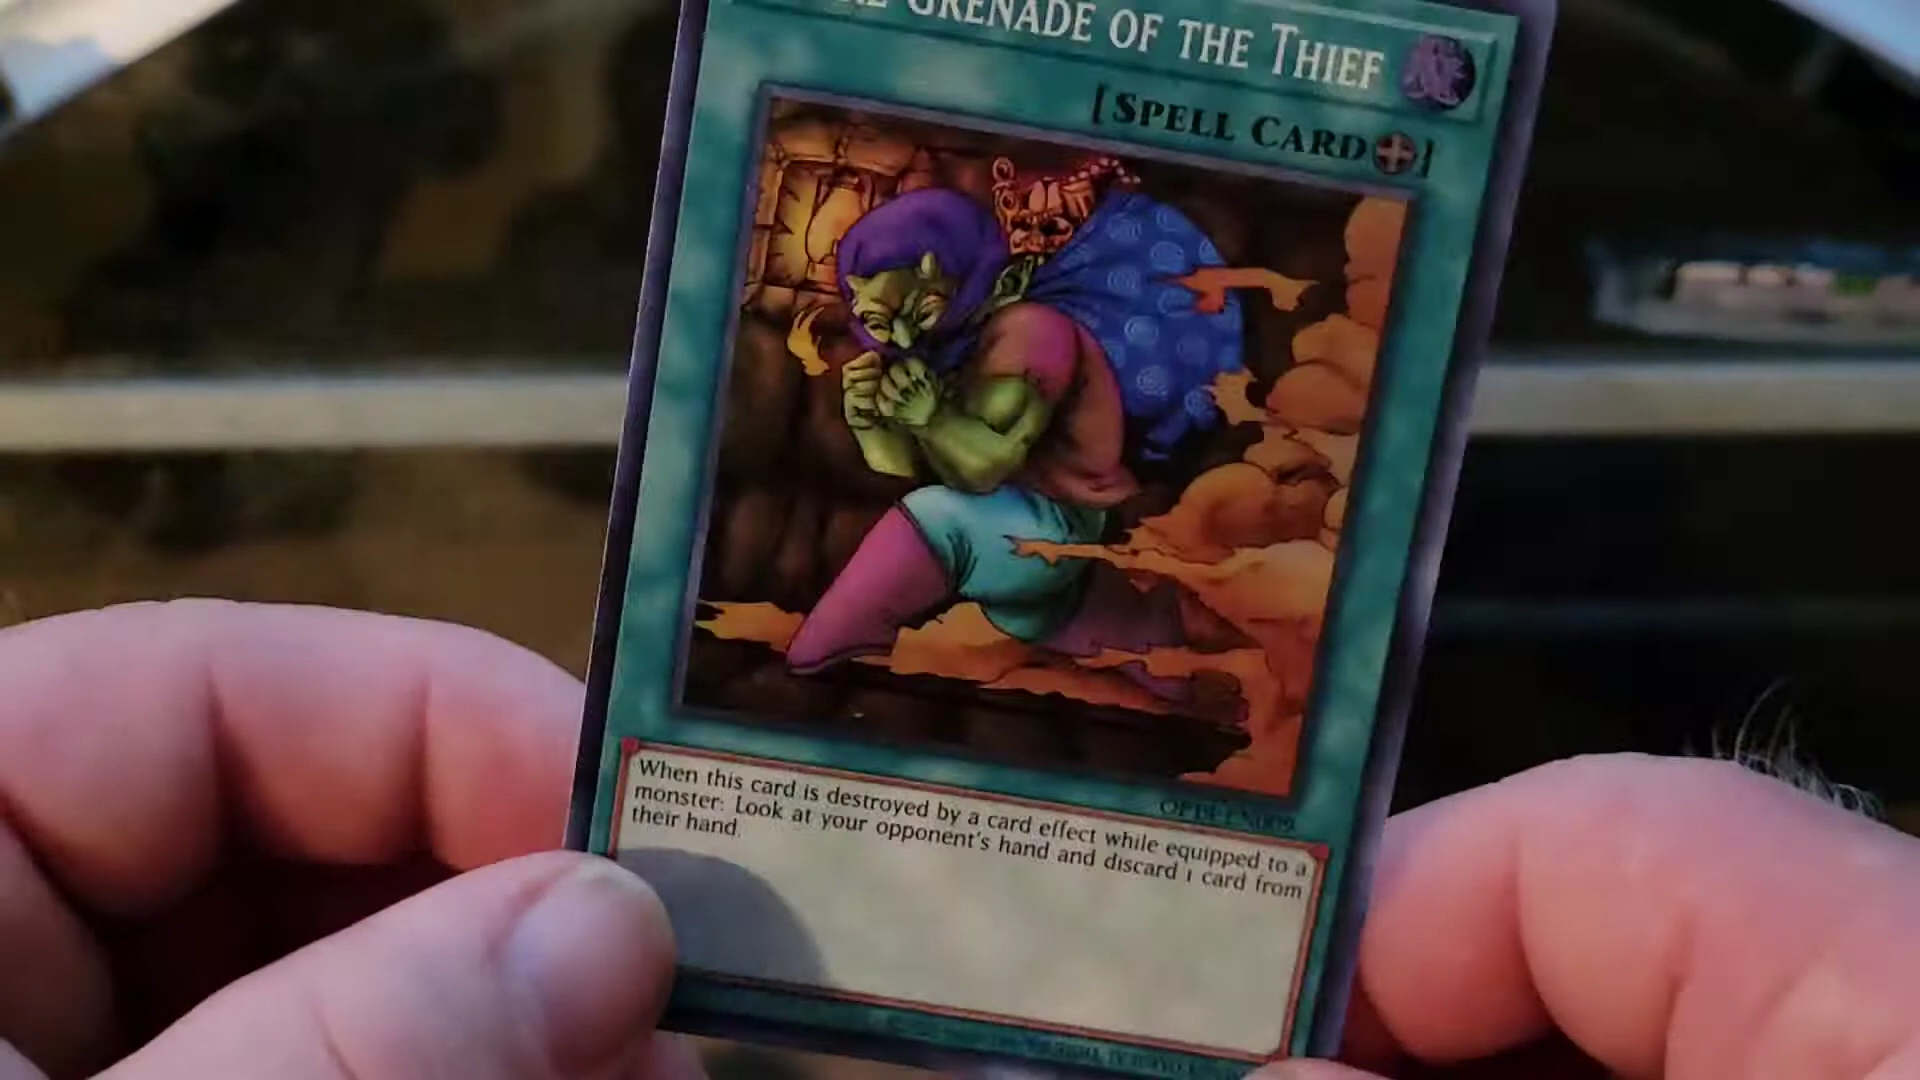 GRENADE OF THE THIEF
[SPELL CARD]
When this card is destroyed by a card effect while equipped to a
monster: Look at your opponent's hand and discard 1 card from
their hand.